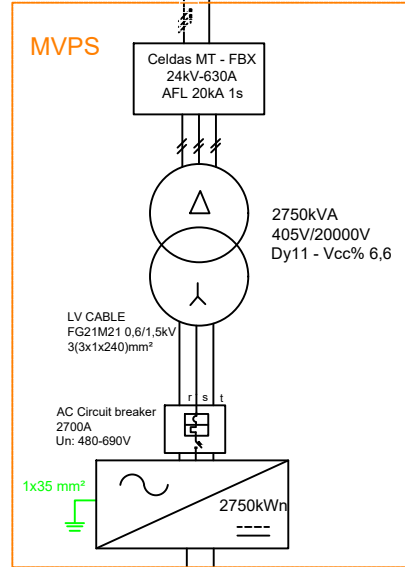 MVPS
Celdas MT - FBX
24kV-630A
AFL 20kA 1s
2750kVA
405V/20000V
Dy11 - Vcc% 6,6
LV CABLE
FG21M21 0,6/1,5kV
3(3x1x240)mm²
r s t
AC Circuit breaker
2700A
Un: 480-690V
1x35 mm²
2750kWn